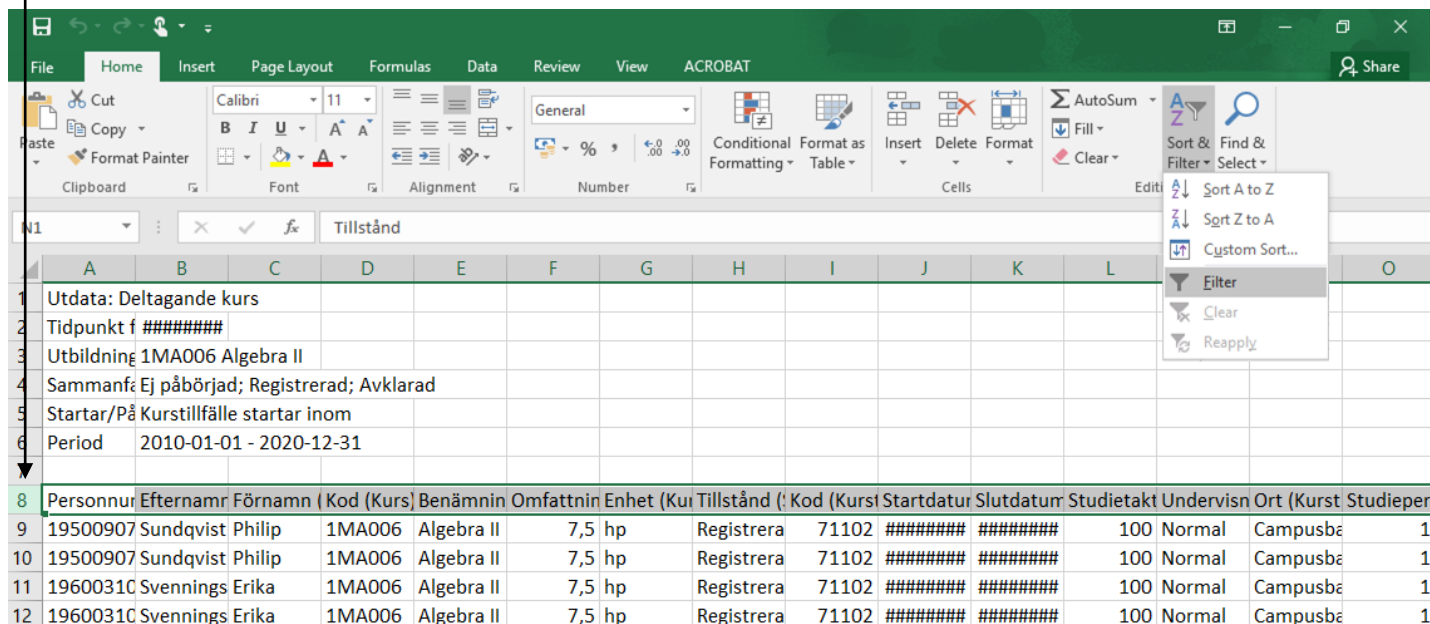 File Home Insert Page Layout Formulas Data Review View ACROBAT Share
Cut
Copy
Format Painter
Paste
Calibri 11
B I U A A
A
General
% , ,00 ,0
Conditional Formatting
Format as Table
Insert Delete Format
AutoSum
Fill
Clear
Sort & Filter
Find & Select
Clipboard Font Alignment Number Cells Editi
Sort A to Z
Sort Z to A
Custom Sort...
Filter
Clear
Reapply
N1 fx Tillstånd
A B C D E F G H I J K L O
1 Utdata: Deltagande kurs
2 Tidpunkt f ########
3 Utbildning 1MA006 Algebra II
4 Sammanfa Ej påbörjad; Registrerad; Avklarad
5 Startar/På Kurstillfälle startar inom
6 Period 2010-01-01 - 2020-12-31
7
8 Personnur Efternamn Förnamn ( Kod (Kurs) Benämnin Omfattnin Enhet (Kur Tillstånd (S Kod (Kurst Startdatur Slutdatum Studietakt Undervisn Ort (Kurst Studieper
9 19500907 Sundqvist Philip 1MA006 Algebra II 7,5 hp Registrera 71102 ######## ######## 100 Normal Campusba 1
10 19500907 Sundqvist Philip 1MA006 Algebra II 7,5 hp Registrera 71102 ######## ######## 100 Normal Campusba 1
11 19600310 Svennings Erika 1MA006 Algebra II 7,5 hp Registrera 71102 ######## ######## 100 Normal Campusba 1
12 19600310 Svennings Erika 1MA006 Algebra II 7,5 hp Registrera 71102 ######## ######## 100 Normal Campusba 1